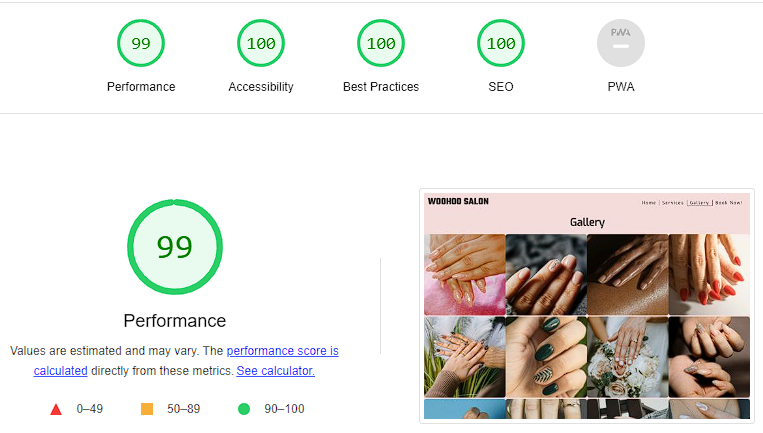 99 100 100 100 PWA
Performance Accessibility Best Practices SEO PWA
99
Performance
Values are estimated and may vary. The performance score is
calculated directly from these metrics. See calculator.
0–49 50–89 90–100
WOOHOO SALON Home Services Gallery Book Now!
Gallery